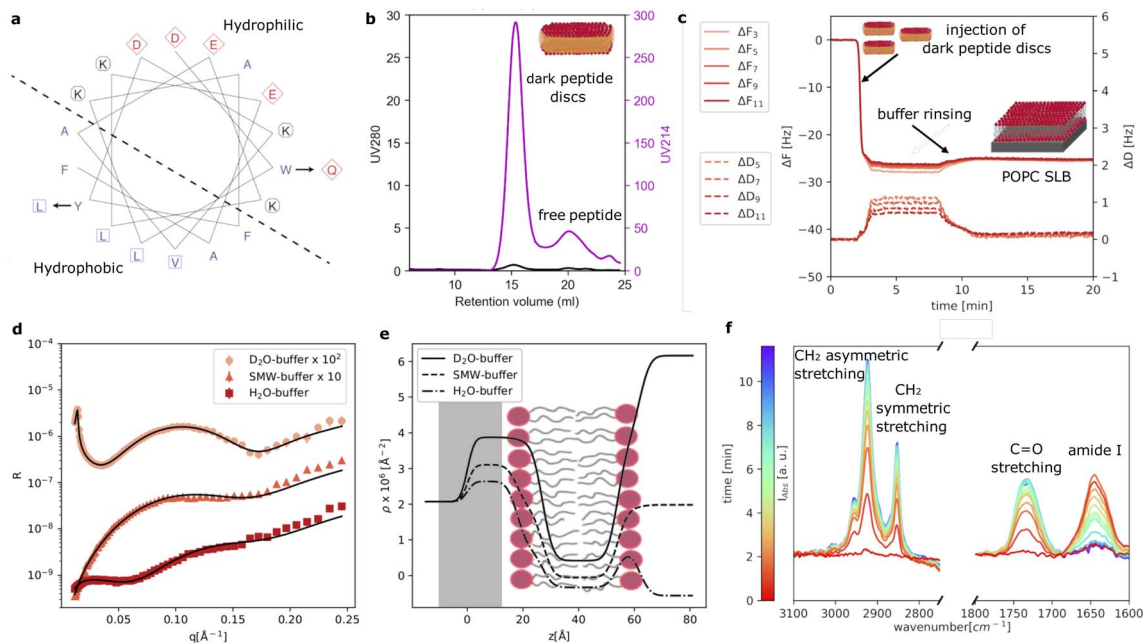 a
Hydrophilic
D
D
E
K
A
K
E
A
K
F
W
Q
L
Y
K
L
F
L
V
A
Hydrophobic
b
dark peptide
discs
free peptide
UV280
UV214
30
25
20
15
10
5
0
300
250
200
150
100
50
0
0
5
10
15
20
25
Retention volume (ml)
c
ΔF3
ΔF5
ΔF7
ΔF9
ΔF11
ΔD5
ΔD7
ΔD9
ΔD11
injection of
dark peptide discs
buffer rinsing
POPC SLB
ΔF [Hz]
ΔD [Hz]
0
−10
−20
−30
−40
−50
6
5
4
3
2
1
0
−1
0
5
10
15
20
time [min]
d
D2O-buffer x 10²
SMW-buffer x 10
H2O-buffer
R
10⁻⁴
10⁻⁵
10⁻⁶
10⁻⁷
10⁻⁸
10⁻⁹
0.05
0.10
0.15
0.20
0.25
q[Å⁻¹]
e
D2O-buffer
SMW-buffer
H2O-buffer
ρ x 10⁶ [Å⁻²]
6
5
4
3
2
1
0
0
20
40
60
80
z[Å]
f
CH2 asymmetric
stretching
CH2
symmetric
stretching
C=O
stretching
amide I
time [min]
10
8
6
4
2
0
IAbs [a. u.]
3100
3000
2900
2800
1800
1750
1700
1650
1600
wavenumber[cm⁻¹]